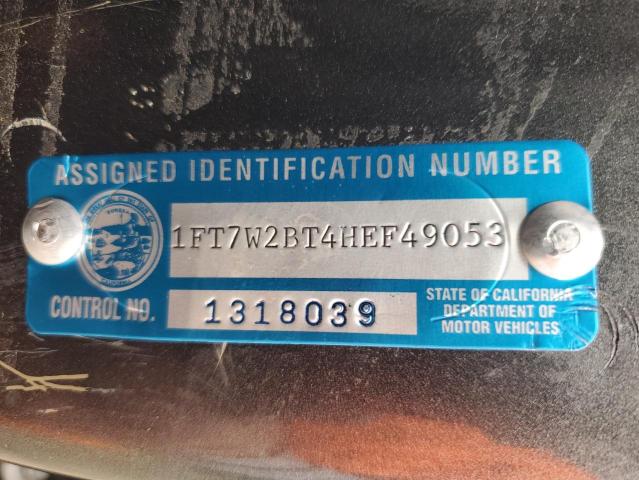 ASSIGNED IDENTIFICATION NUMBER
1FT7W2BT4HEF49053
CONTROL NO.
1318039
STATE OF CALIFORNIA
DEPARTMENT OF
MOTOR VEHICLES